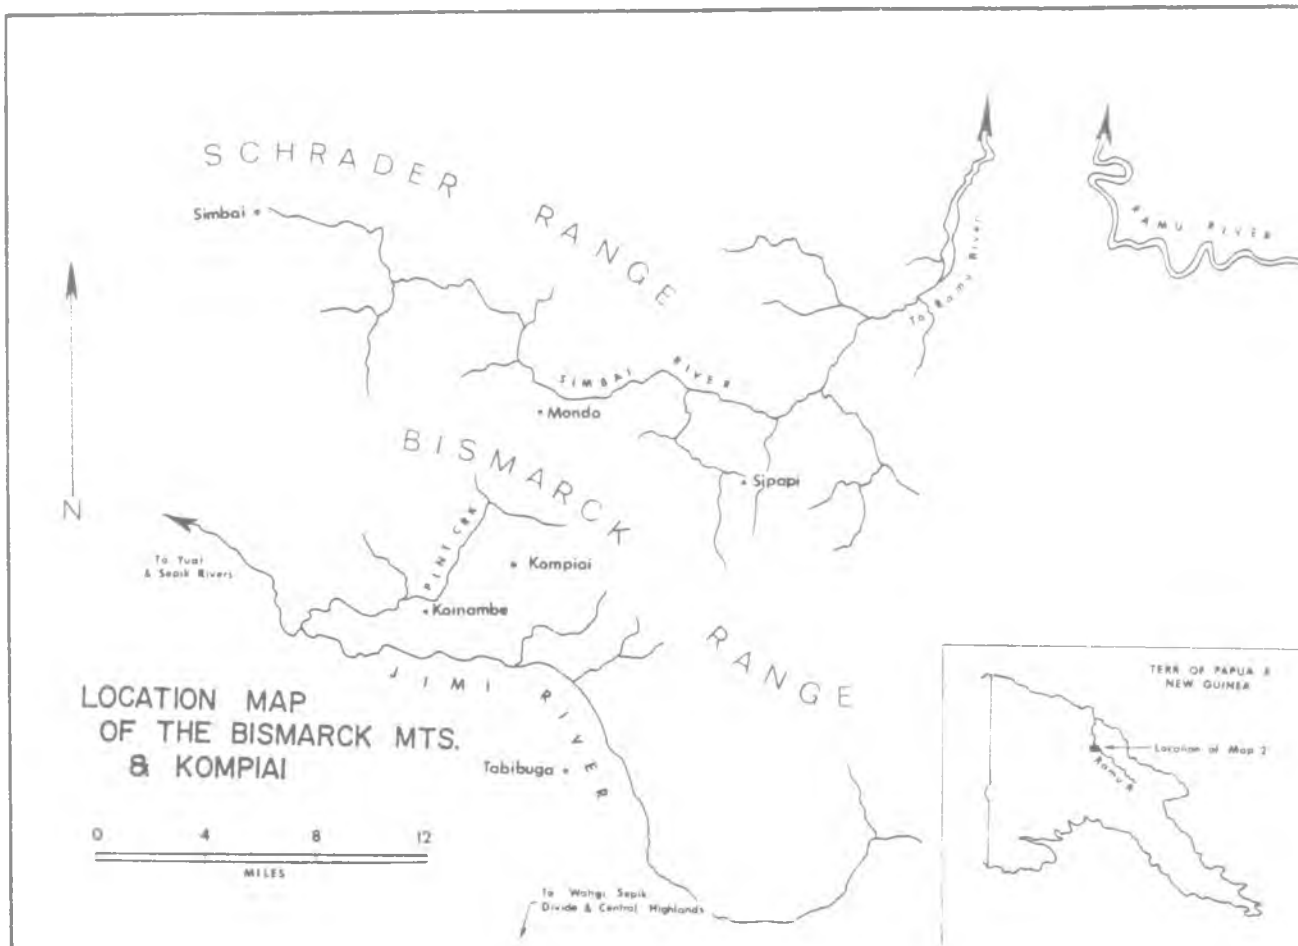 SCHRADER RANGE
Simbai
RAMU RIVER
To Ramu River
SIMBAI RIVER
Mondo
BISMARCK RANGE
Sipapi
N
PINT CRK
Kompiai
To Yuat
& Sepik Rivers
Koinambe
JIMI RIVER
LOCATION MAP
OF THE BISMARCK MTS.
& KOMPIAI
Tabibuga
0 4 8 12
MILES
To Wahgi Sepik
Divide & Central Highlands
TERR OF PAPUA &
NEW GUINEA
Location of Map 2
Ramu R